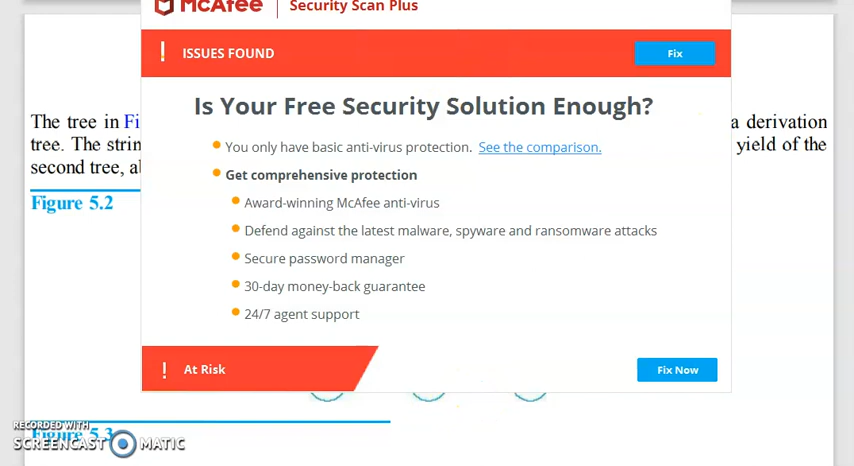 McAfee Security Scan Plus
ISSUES FOUND Fix
Is Your Free Security Solution Enough?
You only have basic anti-virus protection. See the comparison.
The tree in Fi a derivation
tree. The strin yield of the
second tree, al
Get comprehensive protection
Figure 5.2
Award-winning McAfee anti-virus
Defend against the latest malware, spyware and ransomware attacks
Secure password manager
30-day money-back guarantee
24/7 agent support
At Risk Fix Now
Figure 5.3
RECORDED WITH
SCREENCAST MATIC